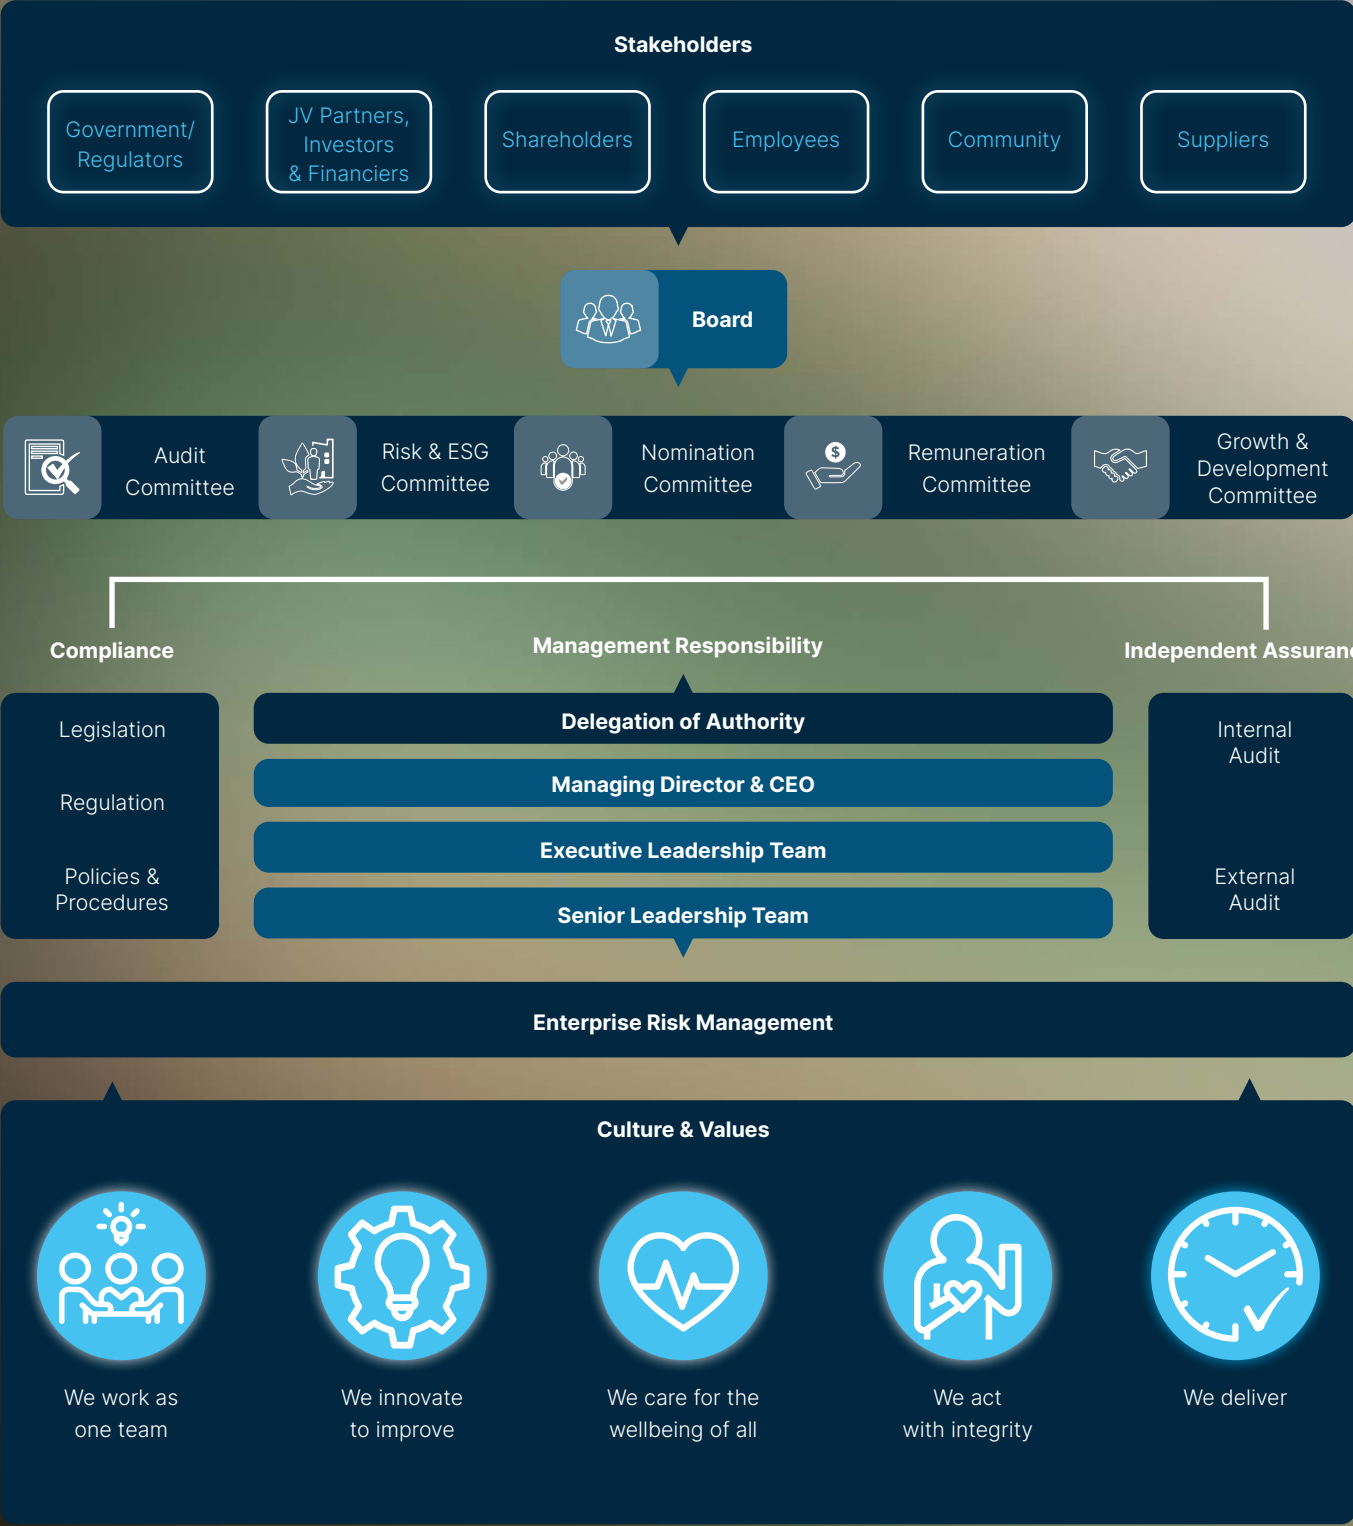 Stakeholders
Government/
Regulators
JV Partners,
Investors
& Financiers
Shareholders
Employees
Community
Suppliers
Board
Audit
Committee
Risk & ESG
Committee
Nomination
Committee
$
Remuneration
Committee
Growth &
Development
Committee
Compliance
Management Responsibility
Independent Assuran
Legislation
Regulation
Policies &
Procedures
Delegation of Authority
Managing Director & CEO
Executive Leadership Team
Senior Leadership Team
Internal
Audit
External
Audit
Enterprise Risk Management
Culture & Values
We work as
one team
We innovate
to improve
We care for the
wellbeing of all
We act
with integrity
We deliver